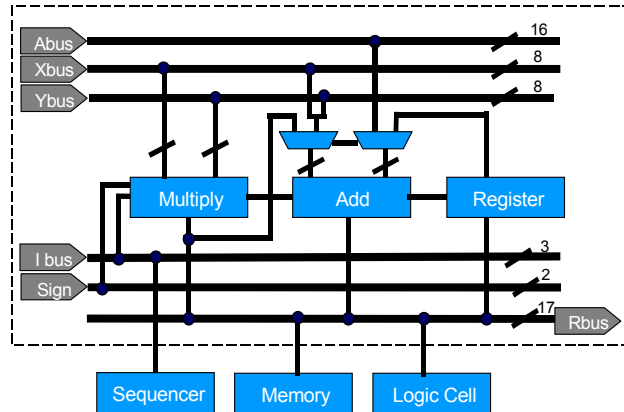 Abus
16
Xbus
8
Ybus
8
Multiply
Add
Register
I bus
3
Sign
2
17
Rbus
Sequencer
Memory
Logic Cell